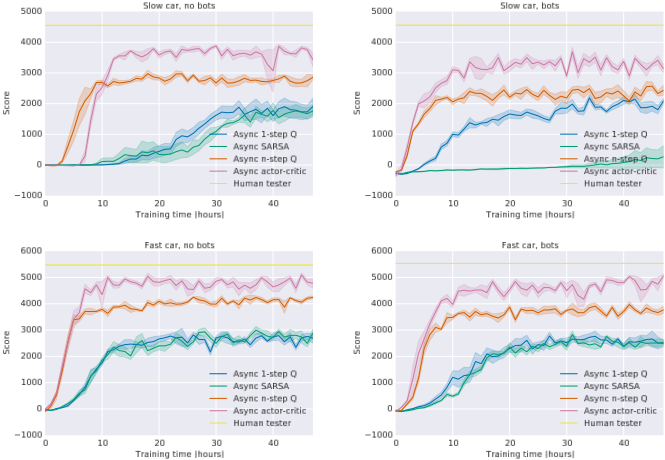 Slow car, no bots
5000
4000
3000
2000
1000
0
−1000
Score
Async 1-step Q
Async SARSA
Async n-step Q
Async actor-critic
Human tester
0 10 20 30 40
Training time (hours)
Slow car, bots
5000
4000
3000
2000
1000
0
−1000
Score
Async 1-step Q
Async SARSA
Async n-step Q
Async actor-critic
Human tester
0 10 20 30 40
Training time (hours)
Fast car, no bots
6000
5000
4000
3000
2000
1000
0
−1000
Score
Async 1-step Q
Async SARSA
Async n-step Q
Async actor-critic
Human tester
0 10 20 30 40
Training time (hours)
Fast car, bots
6000
5000
4000
3000
2000
1000
0
−1000
Score
Async 1-step Q
Async SARSA
Async n-step Q
Async actor-critic
Human tester
0 10 20 30 40
Training time (hours)